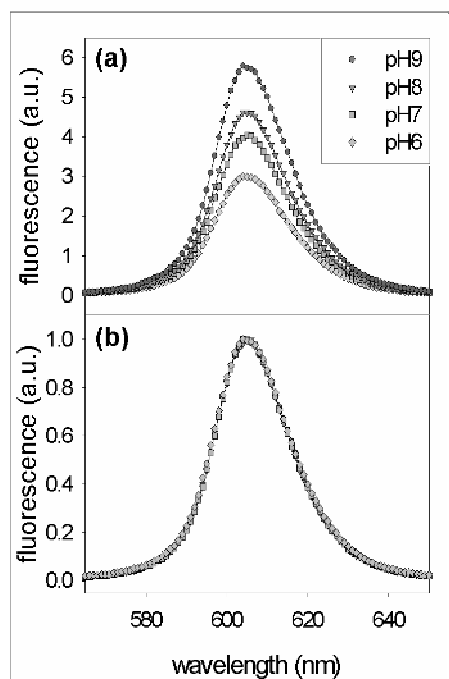 (a)
pH9
pH8
pH7
pH6
fluorescence (a.u.)
6
5
4
3
2
1
0
(b)
fluorescence (a.u.)
1.0
0.8
0.6
0.4
0.2
0.0
580 600 620 640
wavelength (nm)